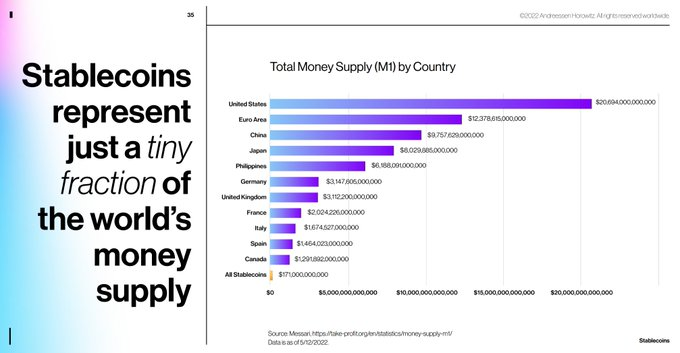 35
©2022 Andreessen Horowitz. All rights reserved worldwide.
Stablecoins
represent
just a tiny
fraction of
the world's
money
supply
Total Money Supply (M1) by Country
United States $20,694,000,000,000
Euro Area $12,378,615,000,000
China $9,757,629,000,000
Japan $8,029,885,000,000
Philippines $6,188,091,000,000
Germany $3,147,805,000,000
United Kingdom $3,112,200,000,000
France $2,024,226,000,000
Italy $1,674,527,000,000
Spain $1,464,023,000,000
Canada $1,291,892,000,000
All Stablecoins $171,000,000,000
$0 $5,000,000,000,000 $10,000,000,000,000 $15,000,000,000,000 $20,000,000,000,000
Source: Messari, https://take-profit.org/en/statistics/money-supply-m1/
Data is as of 5/12/2022.
Stablecoins